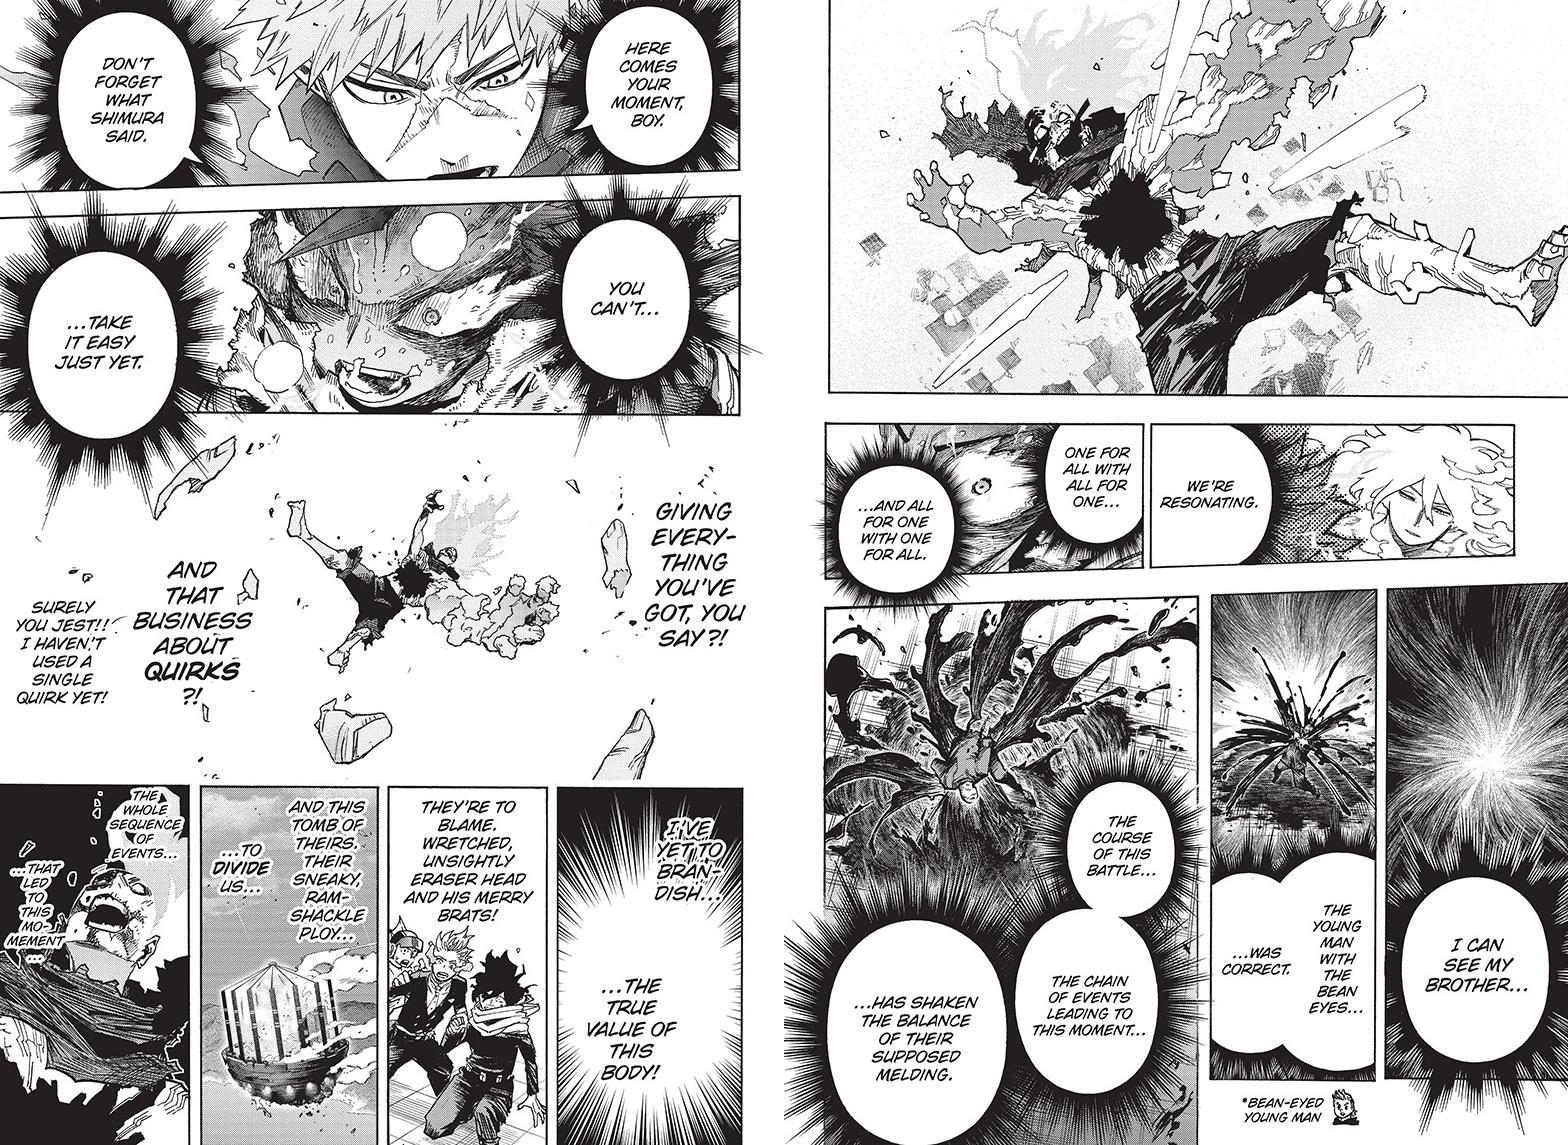 WE'RE
RESONATING.
ONE FOR
ALL WITH
ALL FOR
ONE...
...AND ALL
FOR ONE
WITH ONE
FOR ALL.
I CAN
SEE MY
BROTHER...
THE
YOUNG
MAN
WITH
THE
BEAN
EYES...
...WAS
CORRECT.
*BEAN-EYED
YOUNG MAN
THE
COURSE
OF THIS
BATTLE...
THE CHAIN
OF EVENTS
LEADING TO
THIS MOMENT...
...HAS SHAKEN
THE BALANCE
OF THEIR
SUPPOSED
MELDING.
HERE
COMES
YOUR
MOMENT,
BOY.
DON'T
FORGET
WHAT
SHIMURA
SAID.
YOU
CAN'T...
...TAKE
IT EASY
JUST YET.
GIVING
EVERY-
THING
YOU'VE
GOT, YOU
SAY?!
AND
THAT
BUSINESS
ABOUT
QUIRKS
?!
SURELY
YOU JEST!!
I HAVEN'T
USED A
SINGLE
QUIRK YET!
I'VE
YET TO
BRAN-
DISH...
...THE
TRUE
VALUE OF
THIS
BODY!
THEY'RE TO
BLAME.
WRETCHED,
UNSIGHTLY
ERASER HEAD
AND HIS MERRY
BRATS!
AND THIS
TOMB OF
THEIRS.
THEIR
SNEAKY,
RAM-
SHACKLE
PLOY...
...TO
DIVIDE
US...
THE
WHOLE
SEQUENCE
OF
EVENTS...
...THAT
LED
TO
THIS
MO-
MEMENT
...